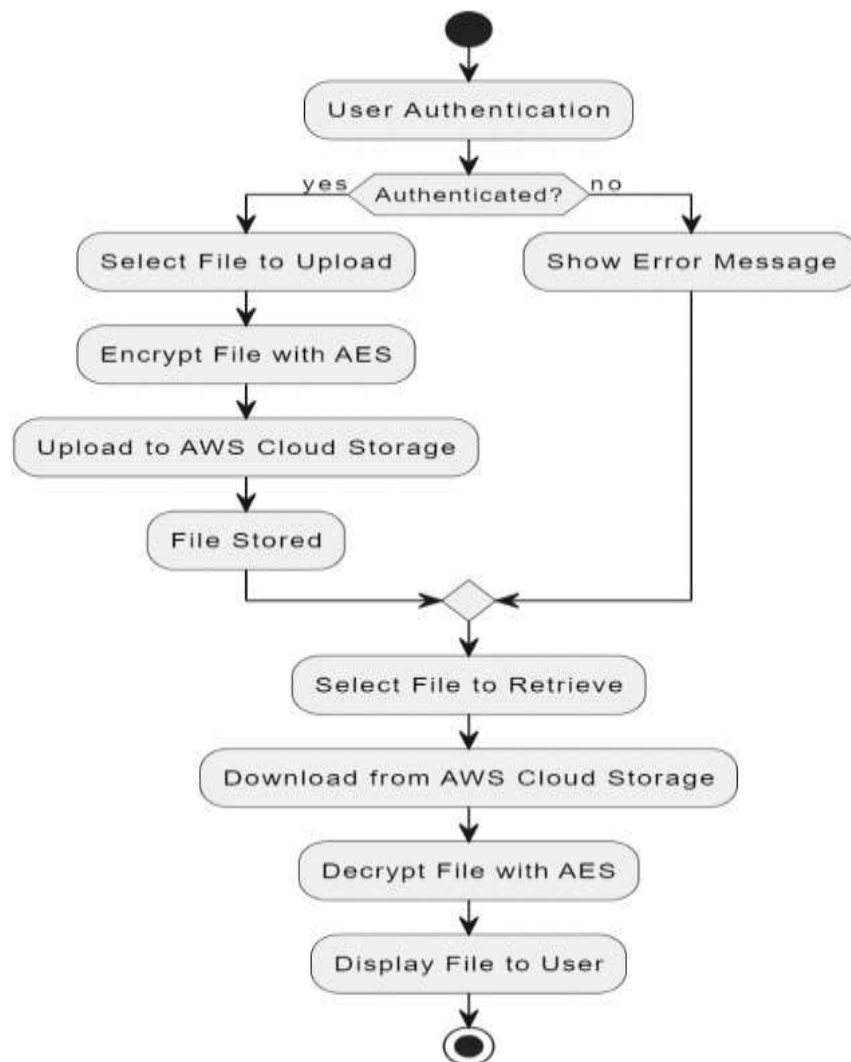 User Authentication
yes
Authenticated?
no
Select File to Upload
Show Error Message
Encrypt File with AES
Upload to AWS Cloud Storage
File Stored
Select File to Retrieve
Download from AWS Cloud Storage
Decrypt File with AES
Display File to User